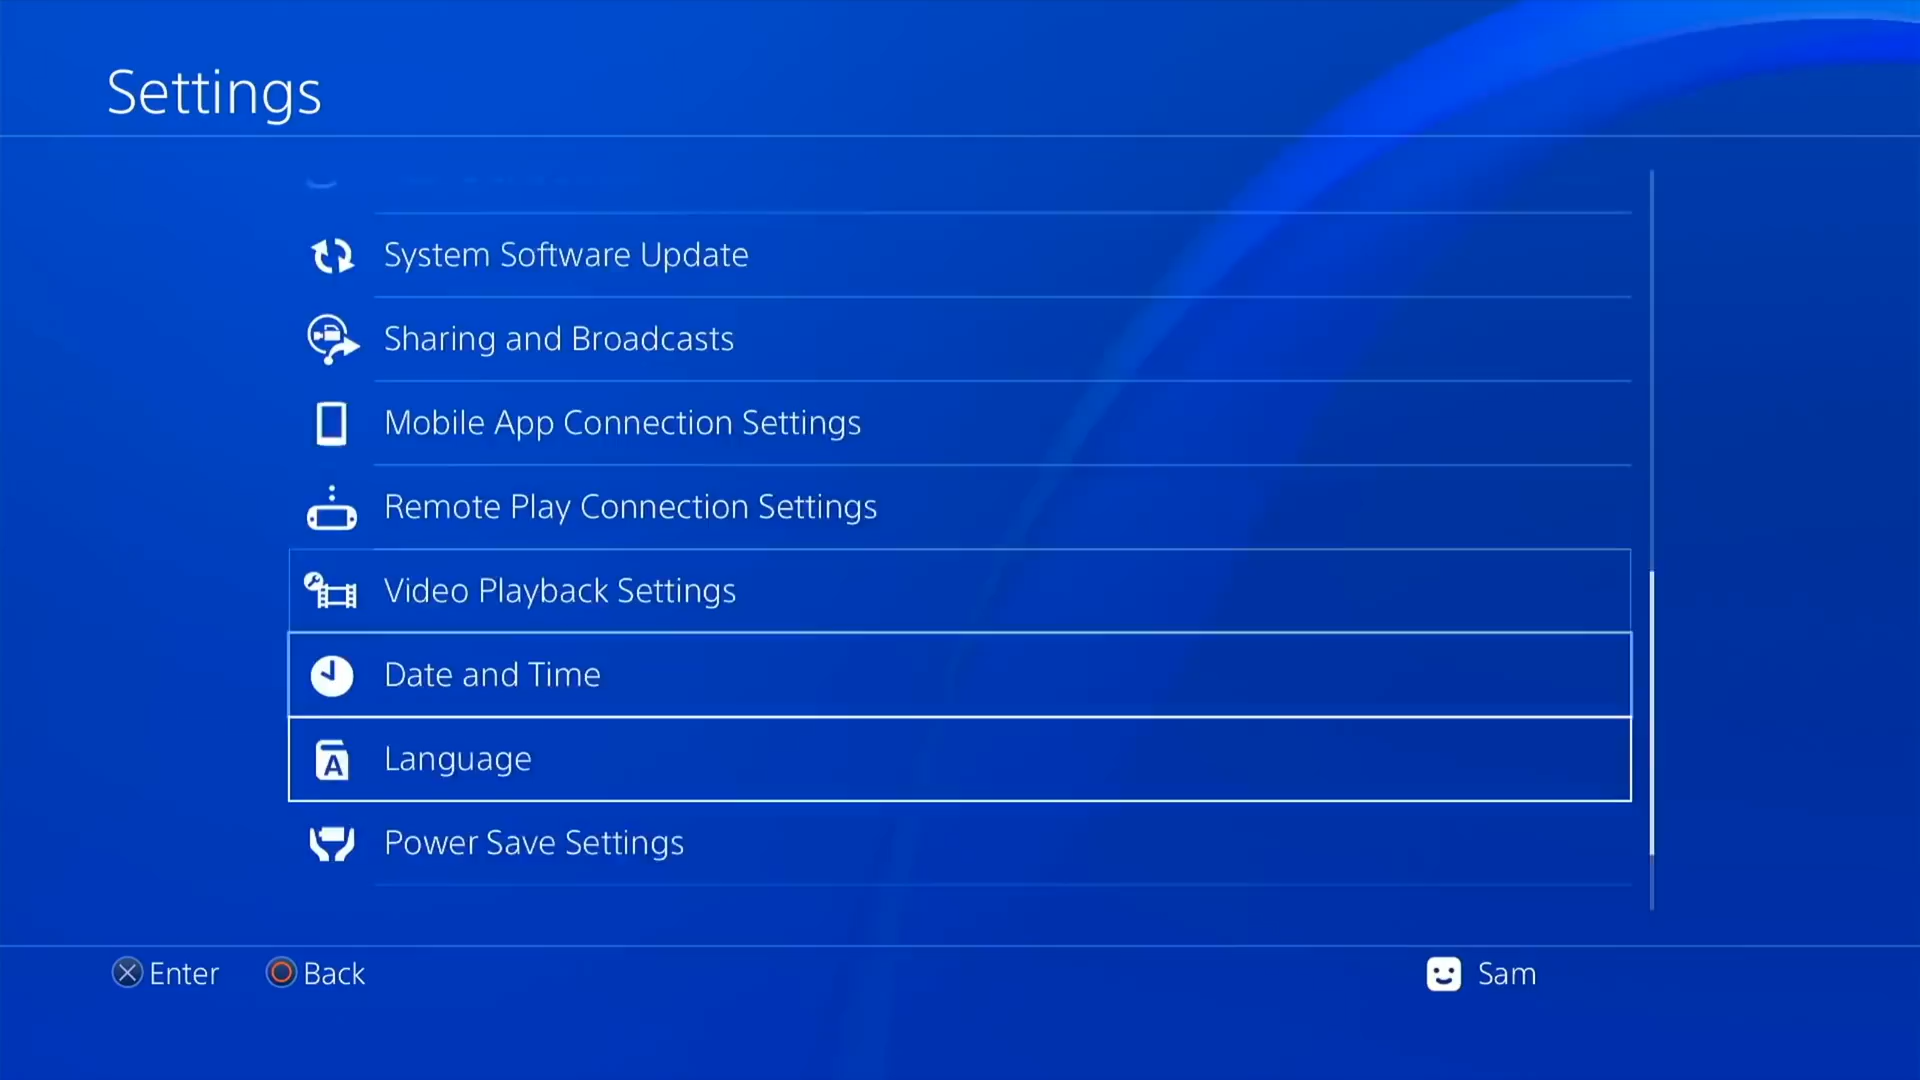 Settings
System Software Update
Sharing and Broadcasts
Mobile App Connection Settings
Remote Play Connection Settings
Video Playback Settings
Date and Time
Language
Power Save Settings
Enter
Back
Sam